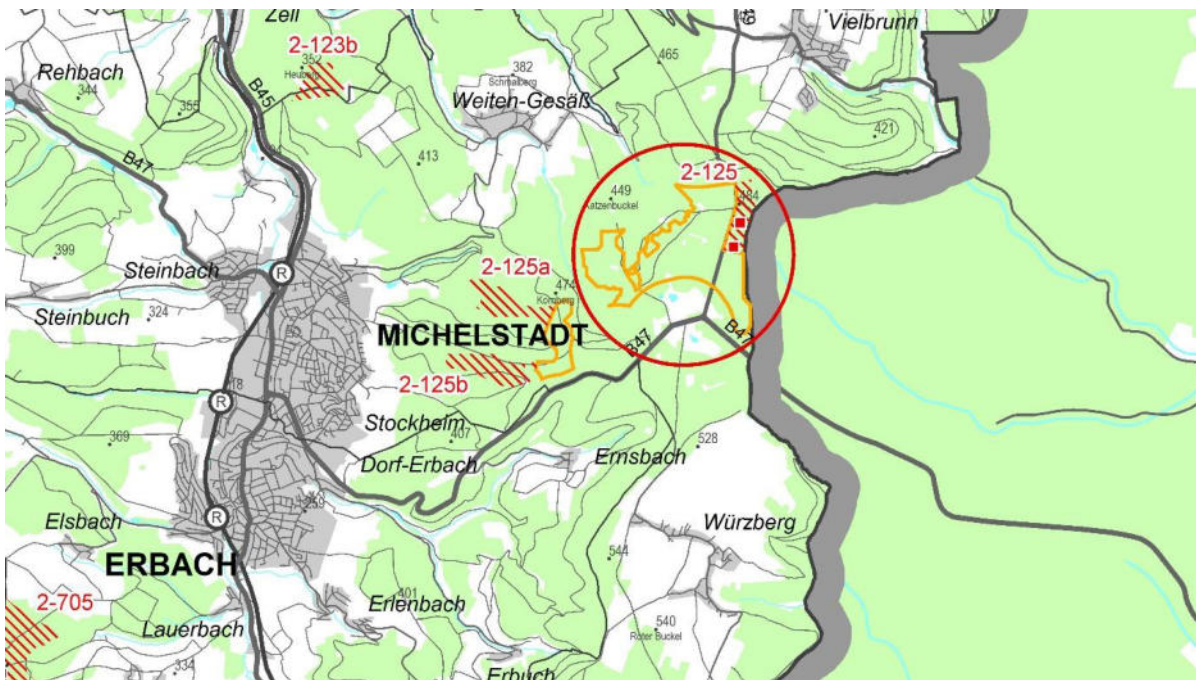 Zell
2-123b
352
Heuberg
Rehbach
344
355
B45
B47
382
Schmalberg
Weiten-Gesäß
413
465
Vielbrunn
421
2-125
484
449
Katzenbuckel
399
Steinbach
R
Steinbuch
324
2-125a
474
Kornberg
MICHELSTADT
B47
B47
2-125b
R
Stockheim
407
Dorf-Erbach
369
Ernsbach
528
Elsbach
R
259
Würzberg
ERBACH
544
2-705
401
Erlenbach
Lauerbach
540
Roter Buckel
334
Erbuch